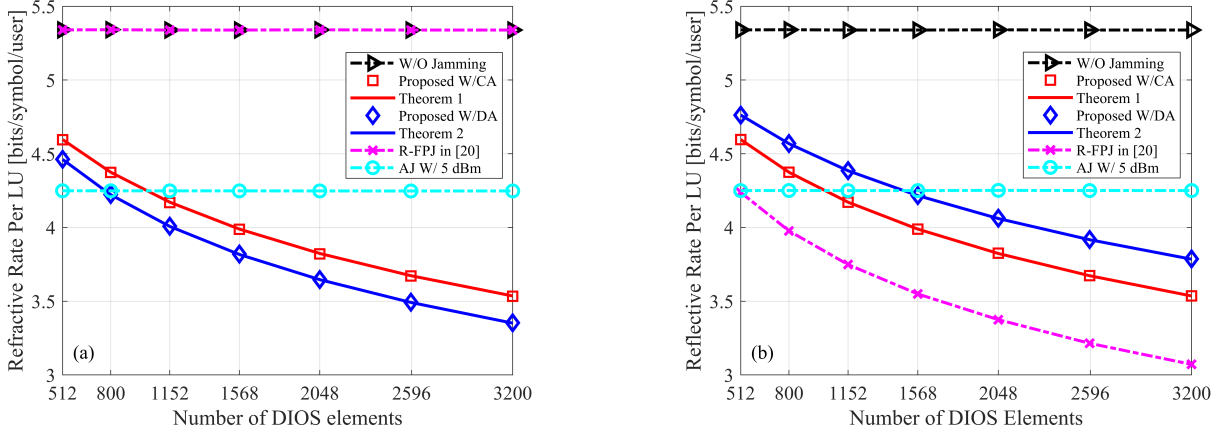 5.5
5
4.5
4
3.5
3
Refractive Rate Per LU [bits/symbol/user]
W/O Jamming
Proposed W/CA
Theorem 1
Proposed W/DA
Theorem 2
R-FPJ in [20]
AJ W/ 5 dBm
(a)
512 800 1152 1568 2048 2596 3200
Number of DIOS elements
5.5
5
4.5
4
3.5
3
Reflective Rate Per LU [bits/symbol/user]
W/O Jamming
Proposed W/CA
Theorem 1
Proposed W/DA
Theorem 2
R-FPJ in [20]
AJ W/ 5 dBm
(b)
512 800 1152 1568 2048 2596 3200
Number of DIOS Elements